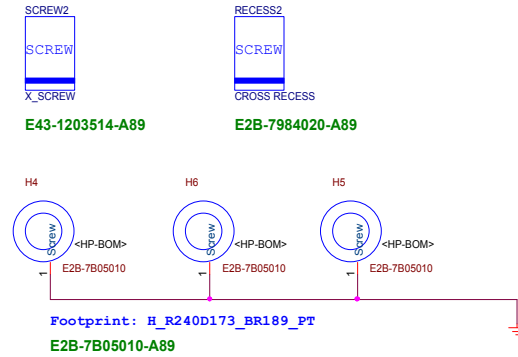 SCREW2
RECESS2
SCREW
SCREW
X_SCREW
CROSS RECESS
E43-1203514-A89
E2B-7984020-A89
H4
H6
H5
Screw
<HP-BOM>
Screw
<HP-BOM>
Screw
<HP-BOM>
1
E2B-7B05010
1
E2B-7B05010
1
E2B-7B05010
Footprint: H_R240D173_BR189_PT
E2B-7B05010-A89